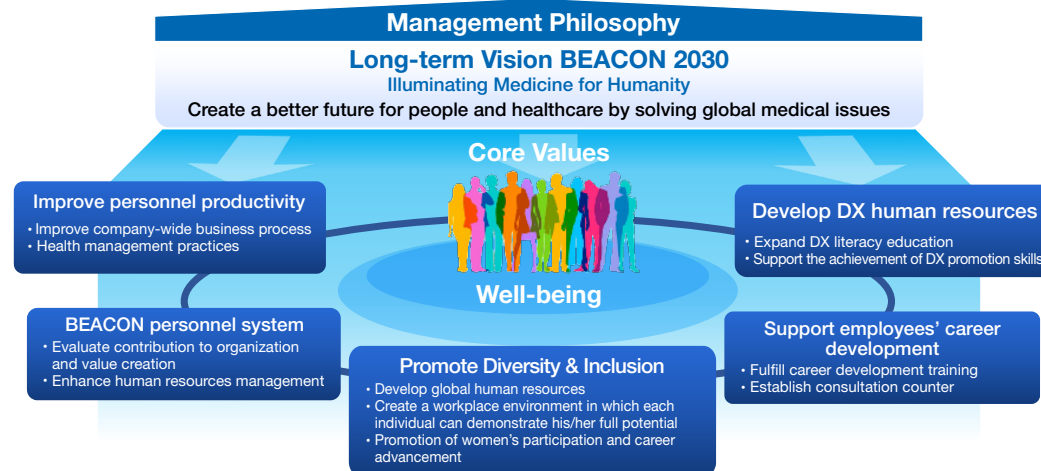 Management Philosophy
Long-term Vision BEACON 2030
Illuminating Medicine for Humanity
Create a better future for people and healthcare by solving global medical issues
Core Values
Well-being
Improve personnel productivity
• Improve company-wide business process
• Health management practices
Develop DX human resources
• Expand DX literacy education
• Support the achievement of DX promotion skills
BEACON personnel system
• Evaluate contribution to organization
and value creation
• Enhance human resources management
Promote Diversity & Inclusion
• Develop global human resources
• Create a workplace environment in which each
individual can demonstrate his/her full potential
• Promotion of women's participation and career
advancement
Support employees' career
development
• Fulfill career development training
• Establish consultation counter